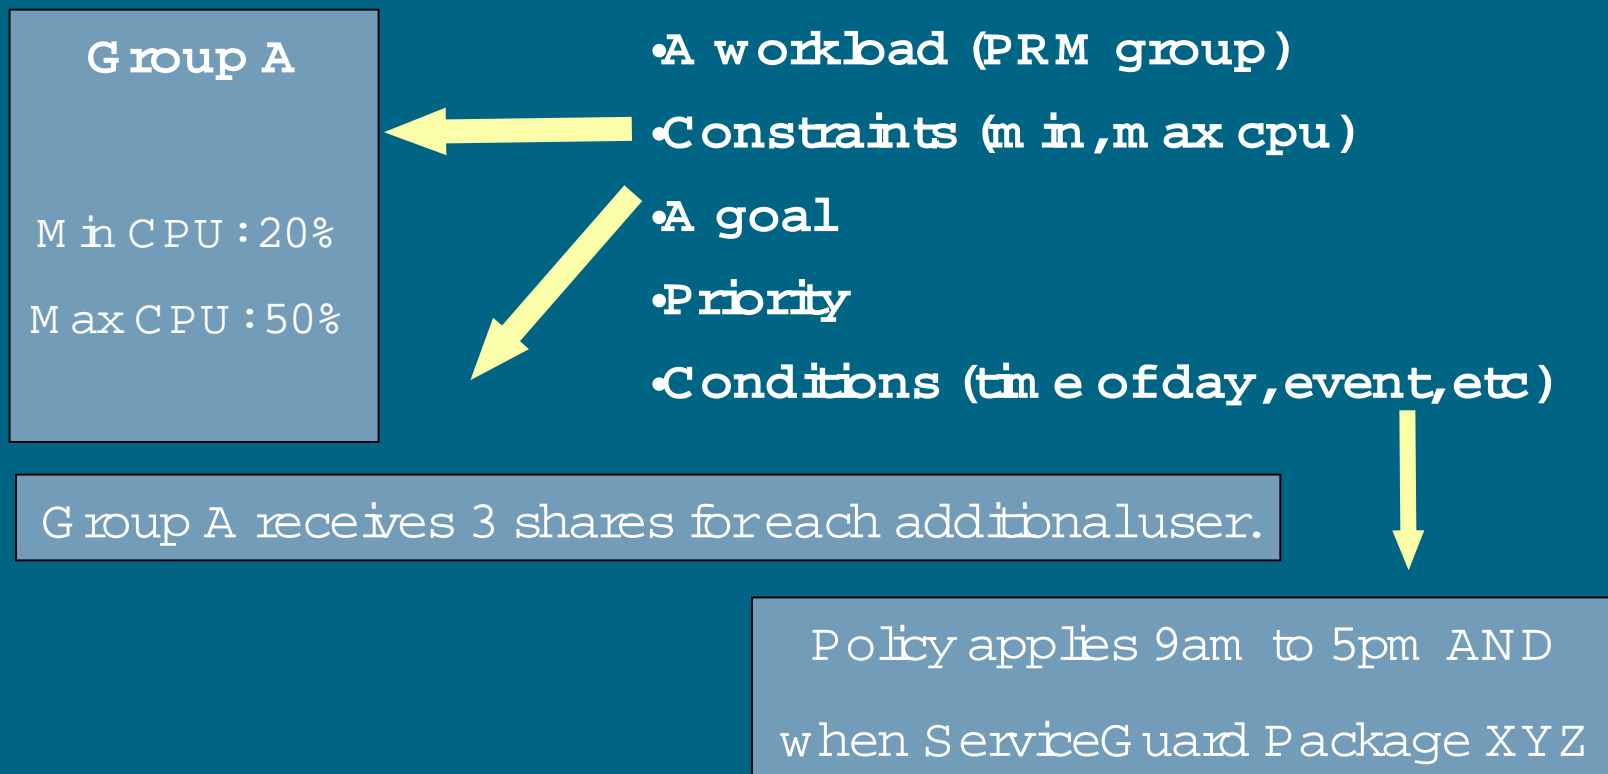 Group A
Min CPU: 20%
Max CPU: 50%
•A workload (PRM group)
•Constraints (min, max cpu)
•A goal
•Priority
•Conditions (time of day, event, etc)
Group A receives 3 shares for each additional user.
Policy applies 9am to 5pm AND
when ServiceGuard Package XYZ